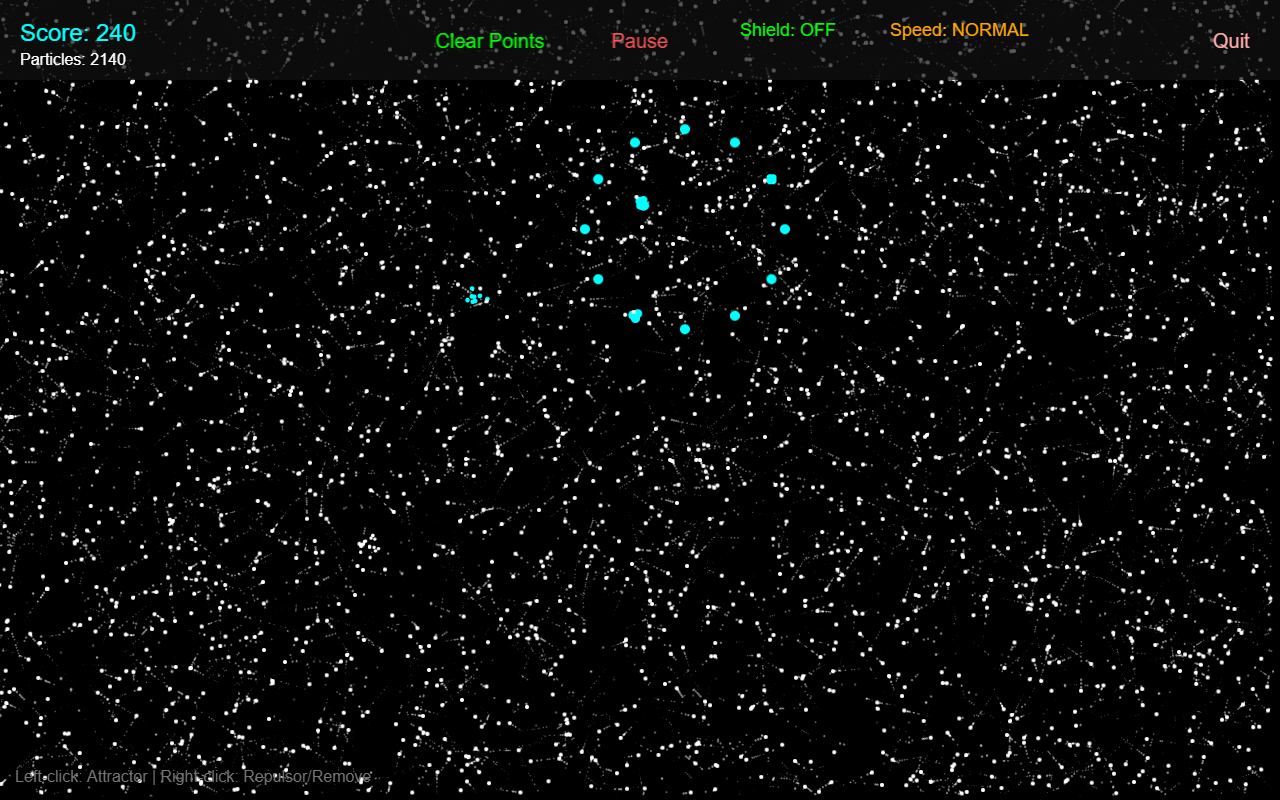 Score: 240
Particles: 2140
Clear Points
Pause
Shield: OFF
Speed: NORMAL
Quit
Left-click: Attractor | Right-click: Repulsor/Remove